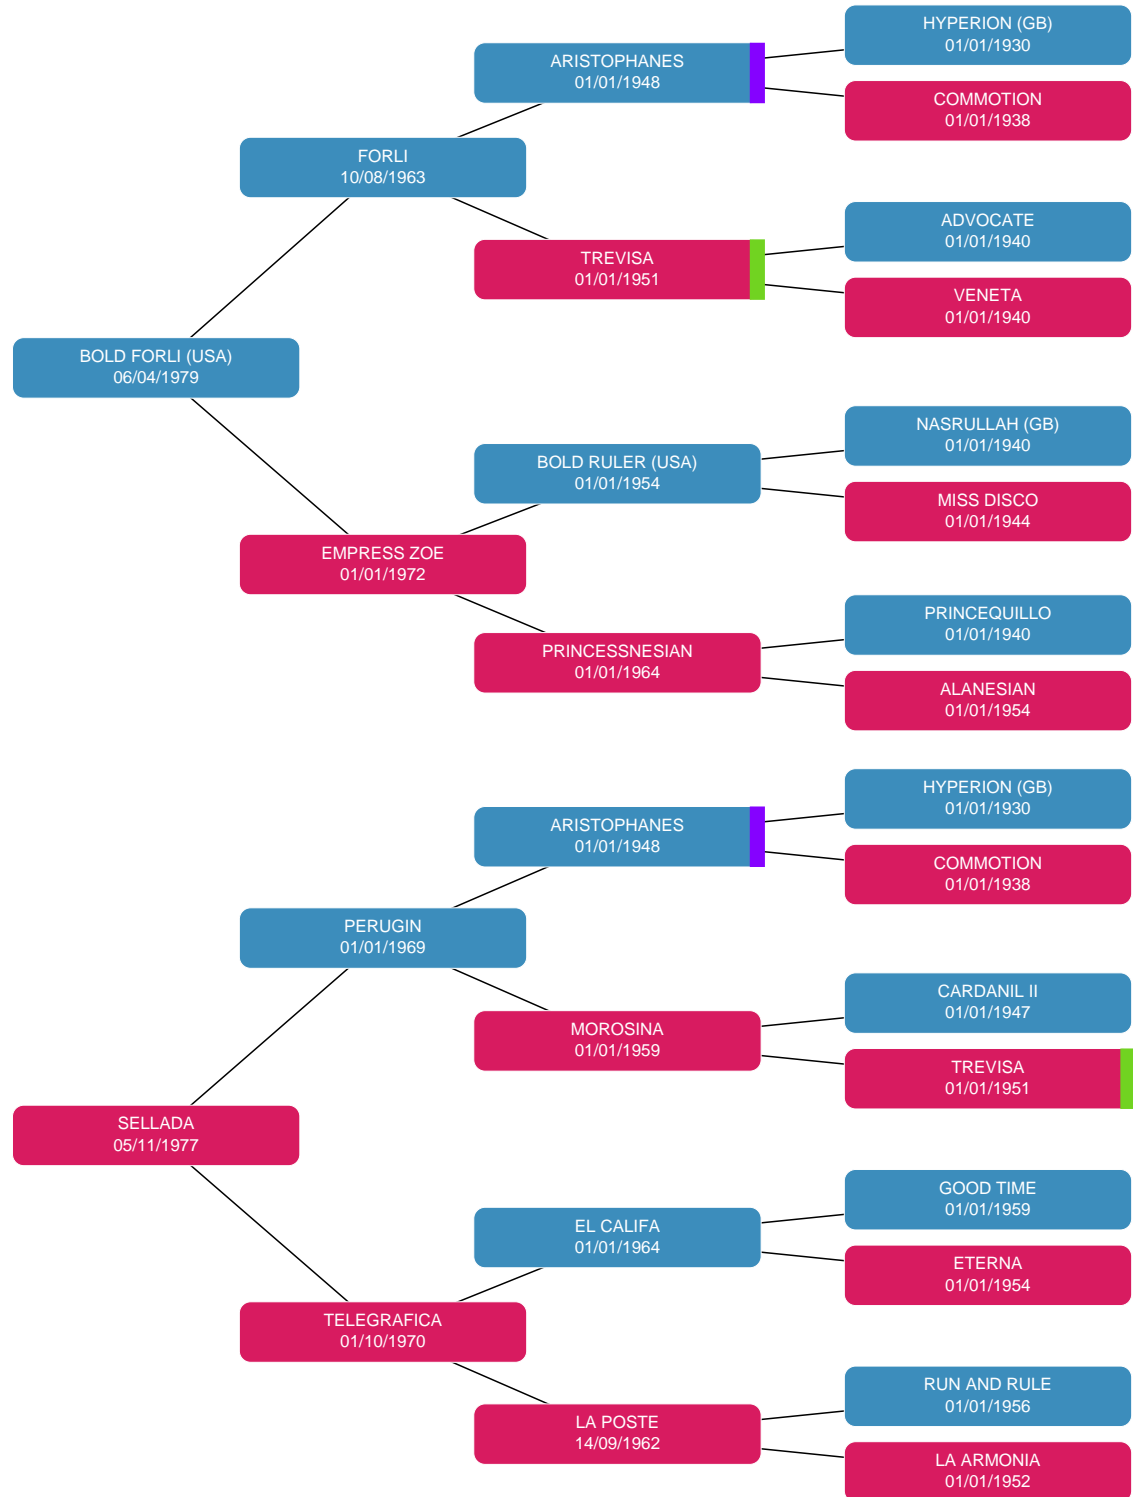 HYPERION (GB)
01/01/1930
ARISTOPHANES
01/01/1948
COMMOTION
01/01/1938
FORLI
10/08/1963
ADVOCATE
01/01/1940
TREVISA
01/01/1951
VENETA
01/01/1940
BOLD FORLI (USA)
06/04/1979
NASRULLAH (GB)
01/01/1940
BOLD RULER (USA)
01/01/1954
MISS DISCO
01/01/1944
EMPRESS ZOE
01/01/1972
PRINCEQUILLO
01/01/1940
PRINCESSNESIAN
01/01/1964
ALANESIAN
01/01/1954
HYPERION (GB)
01/01/1930
ARISTOPHANES
01/01/1948
COMMOTION
01/01/1938
PERUGIN
01/01/1969
CARDANIL II
01/01/1947
MOROSINA
01/01/1959
TREVISA
01/01/1951
SELLADA
05/11/1977
GOOD TIME
01/01/1959
EL CALIFA
01/01/1964
ETERNA
01/01/1954
TELEGRAFICA
01/10/1970
RUN AND RULE
01/01/1956
LA POSTE
14/09/1962
LA ARMONIA
01/01/1952